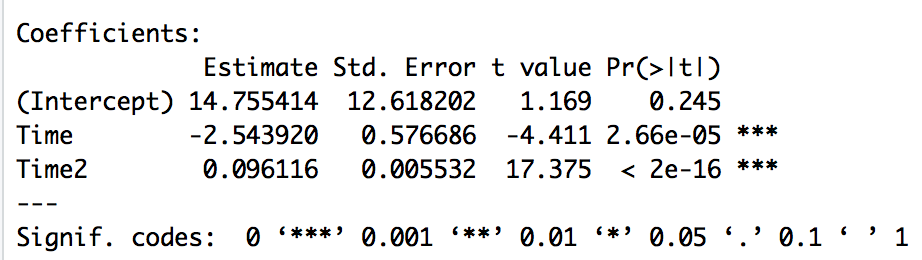 Coefficients:
Estimate Std. Error t value Pr(>|t|)
(Intercept) 14.755414 12.618202 1.169 0.245
Time -2.543920 0.576686 -4.411 2.66e-05 ***
Time2 0.096116 0.005532 17.375 < 2e-16 ***
---
Signif. codes: 0 ‘***’ 0.001 ‘**’ 0.01 ‘*’ 0.05 ‘.’ 0.1 ‘ ’ 1